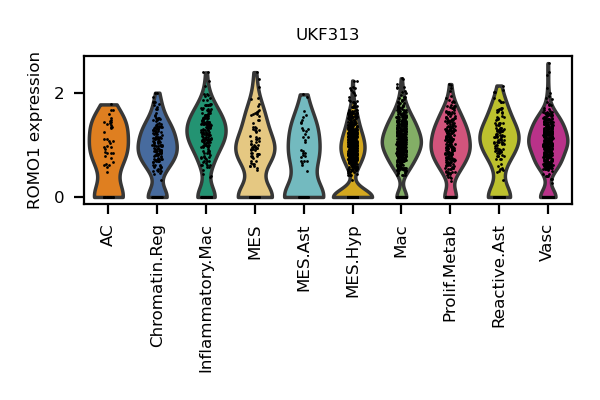 UKF313
ROMO1 expression
2
0
AC
Chromatin.Reg
Inflammatory.Mac
MES
MES.Ast
MES.Hyp
Mac
Prolif.Metab
Reactive.Ast
Vasc